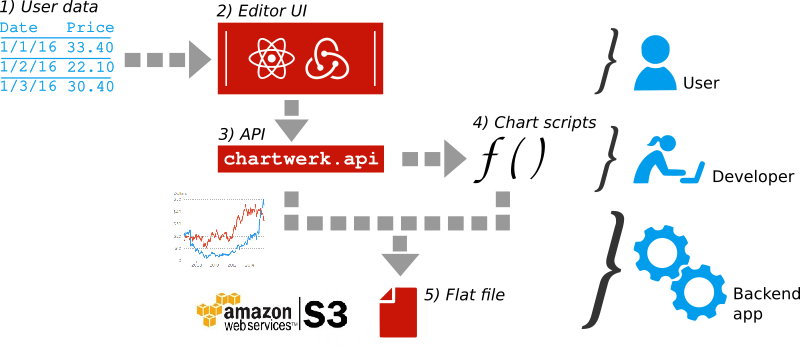 1) User data
2) Editor UI
Date Price
1/1/16 33.40
1/2/16 22.10
1/3/16 30.40
User
3) API
4) Chart scripts
chartwerk.api
f()
Developer
5) Flat file
amazon
web services™
S3
Backend
app